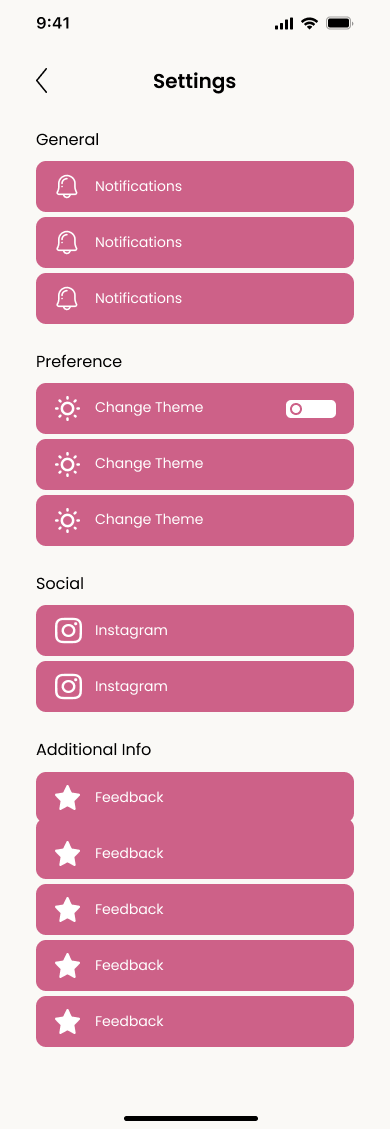 9:41
Settings
General
Notifications
Notifications
Notifications
Preference
Change Theme
Change Theme
Change Theme
Social
Instagram
Instagram
Additional Info
Feedback
Feedback
Feedback
Feedback
Feedback